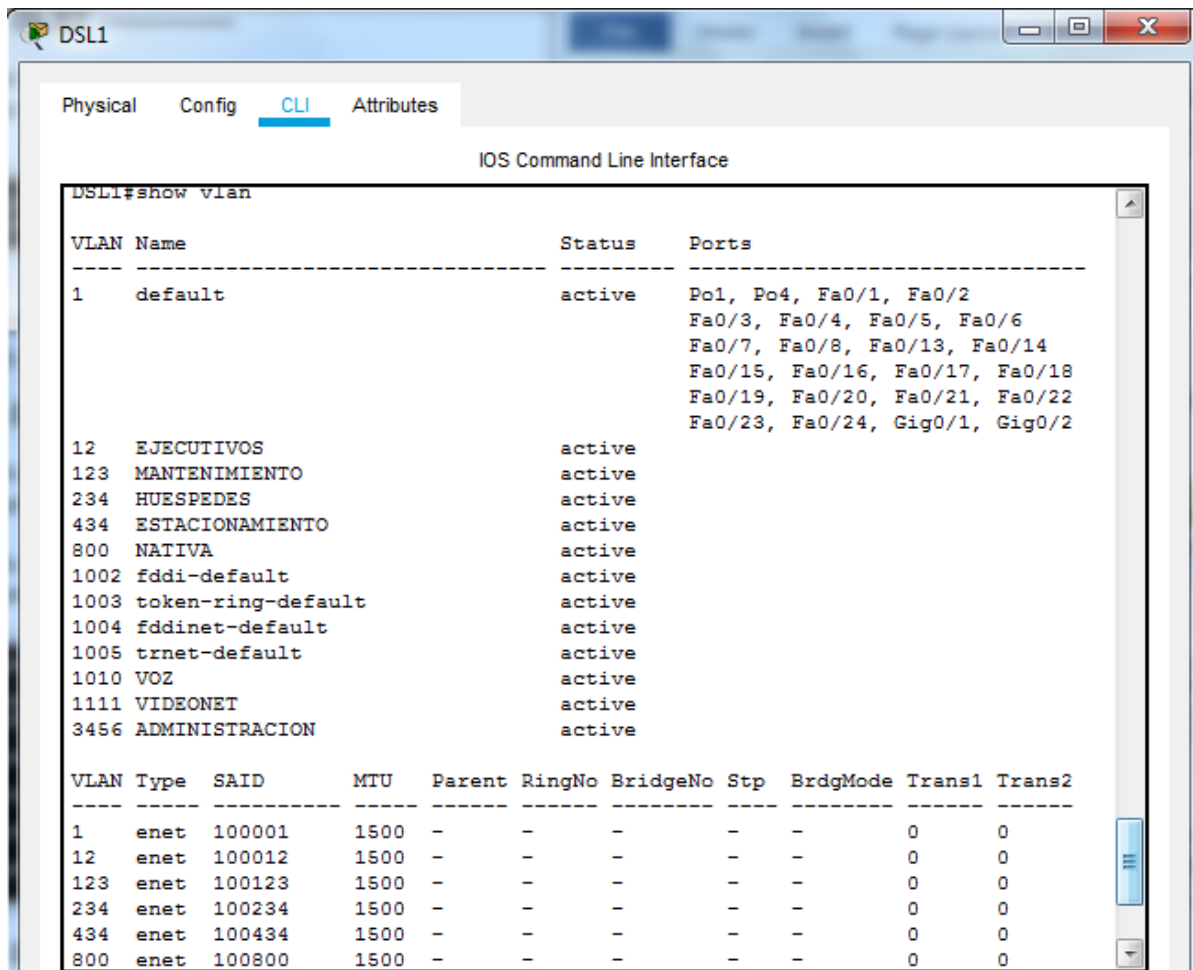 DSL1
Physical Config CLI Attributes
IOS Command Line Interface
DSL1#show vlan
VLAN Name Status Ports
---- -------------------------------- --------- -------------------------------
1 default active Po1, Po4, Fa0/1, Fa0/2
Fa0/3, Fa0/4, Fa0/5, Fa0/6
Fa0/7, Fa0/8, Fa0/13, Fa0/14
Fa0/15, Fa0/16, Fa0/17, Fa0/18
Fa0/19, Fa0/20, Fa0/21, Fa0/22
Fa0/23, Fa0/24, Gig0/1, Gig0/2
12 EJECUTIVOS active
123 MANTENIMIENTO active
234 HUESPEDES active
434 ESTACIONAMIENTO active
800 NATIVA active
1002 fddi-default active
1003 token-ring-default active
1004 fddinet-default active
1005 trnet-default active
1010 VOZ active
1111 VIDEONET active
3456 ADMINISTRACION active
VLAN Type SAID MTU Parent RingNo BridgeNo Stp BrdgMode Trans1 Trans2
---- ----- ---------- ----- ------ ------ -------- ---- -------- ------ ------
1 enet 100001 1500 - - - - - 0 0
12 enet 100012 1500 - - - - - 0 0
123 enet 100123 1500 - - - - - 0 0
234 enet 100234 1500 - - - - - 0 0
434 enet 100434 1500 - - - - - 0 0
800 enet 100800 1500 - - - - - 0 0